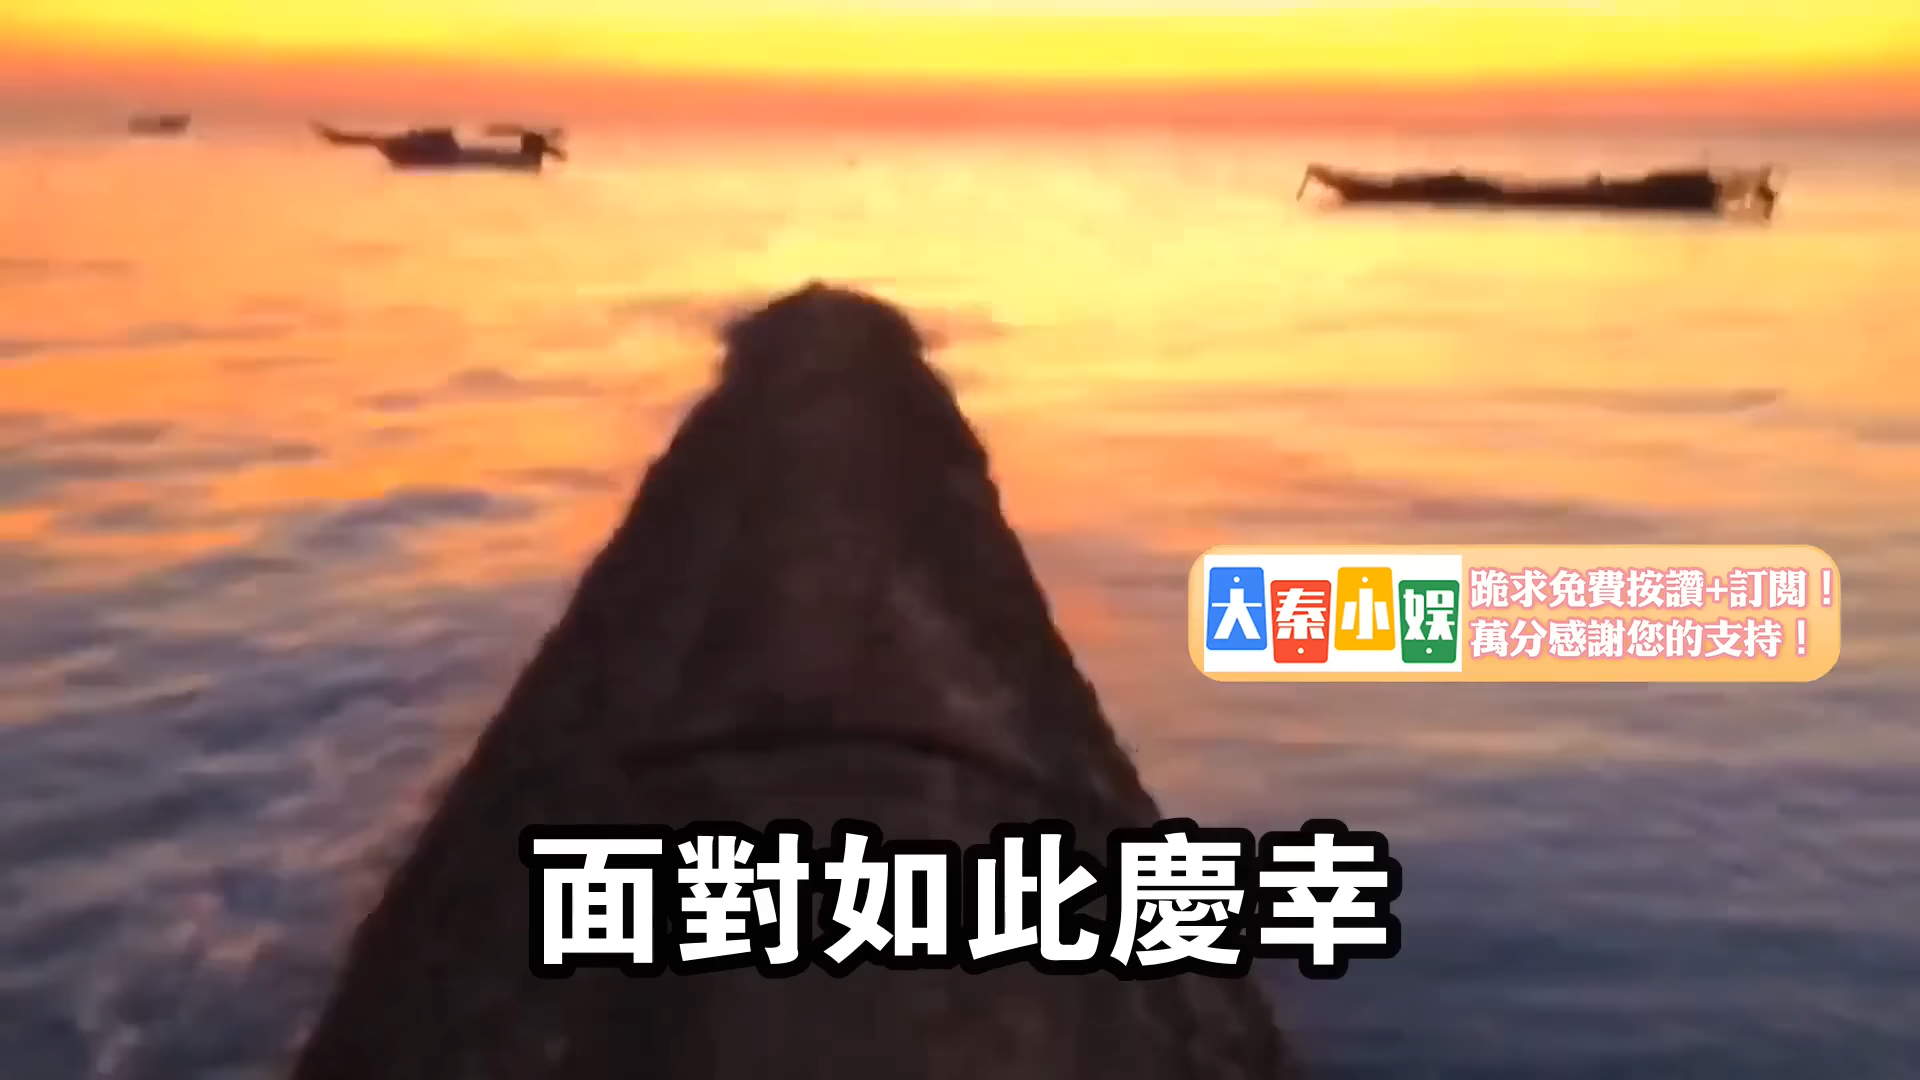 大秦小娱
跪求免費按讚+訂閱！
萬分感謝您的支持！
面對如此慶幸